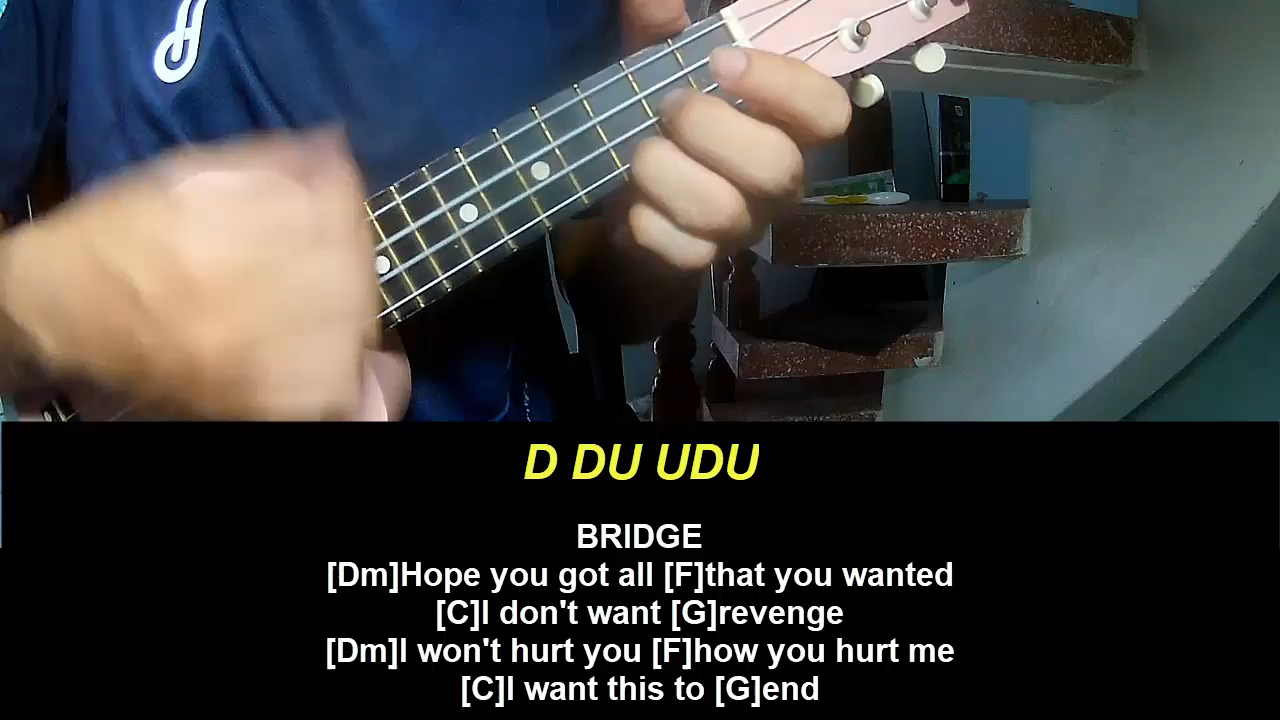 D DU UDU
BRIDGE
[Dm]Hope you got all [F]that you wanted
[C]I don't want [G]revenge
[Dm]I won't hurt you [F]how you hurt me
[C]I want this to [G]end